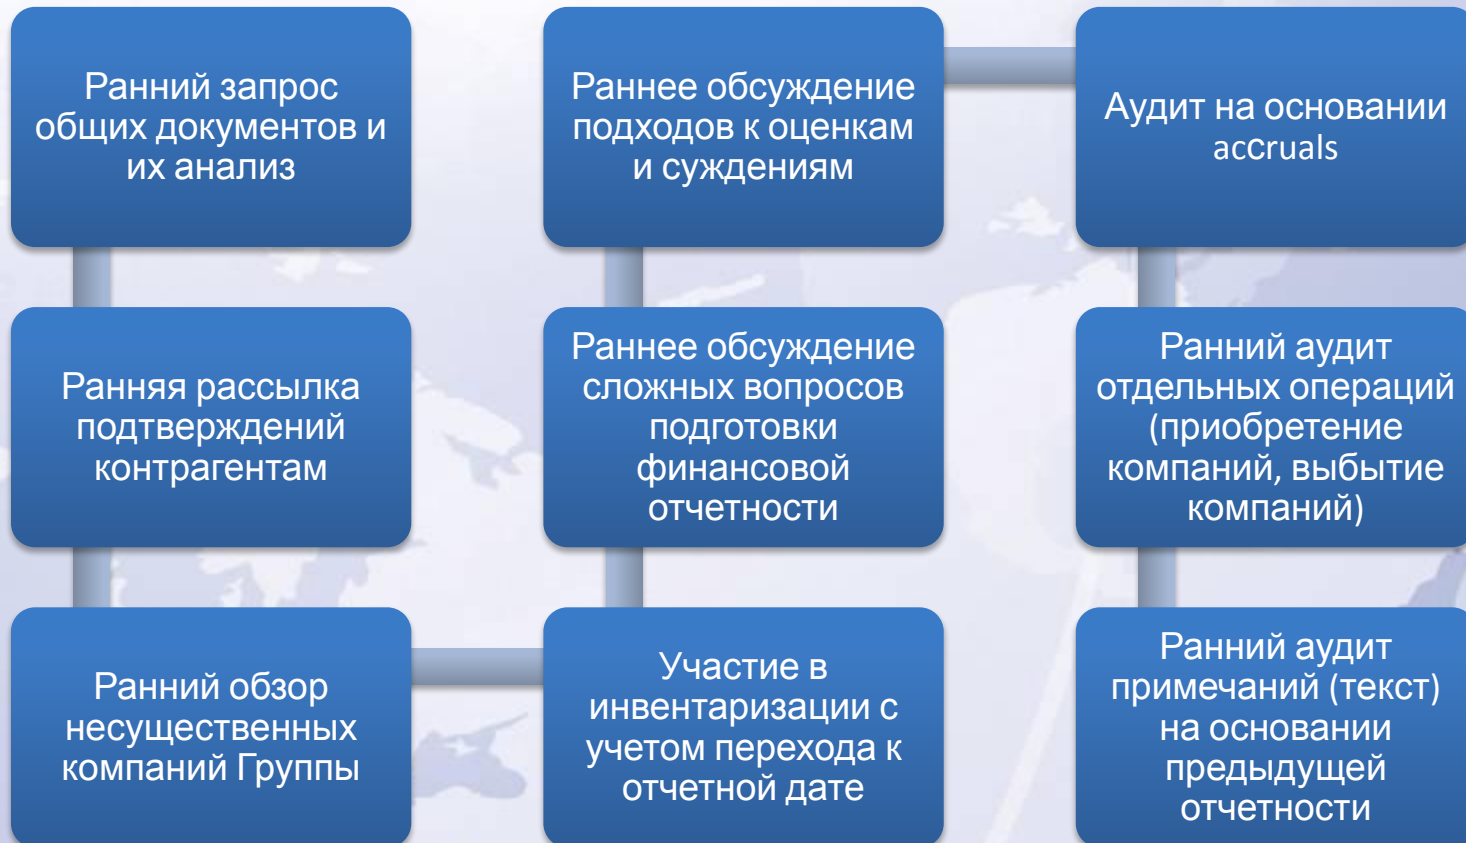 Ранний запрос
общих документов и
их анализ
Ранняя рассылка
подтверждений
контрагентам
Ранний обзор
несущественных
компаний Группы
Участие в
инвентаризации с
учетом перехода к
отчетной дате
Раннее обсуждение
сложных вопросов
подготовки
финансовой
отчетности
Раннее обсуждение
подходов к оценкам
и суждениям
Аудит на основании
accruals
Ранний аудит
отдельных операций
(приобретение
компаний, выбытие
компаний)
Ранний аудит
примечаний (текст)
на основании
предыдущей
отчетности